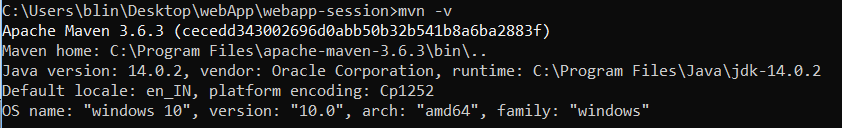 C:\Users\blin\Desktop\webApp\webapp-session>mvn -v
Apache Maven 3.6.3 (cecedd343002696d0abb50b32b541b8a6ba2883f)
Maven home: C:\Program Files\apache-maven-3.6.3\bin\..
Java version: 14.0.2, vendor: Oracle Corporation, runtime: C:\Program Files\Java\jdk-14.0.2
Default locale: en_IN, platform encoding: Cp1252
OS name: "windows 10", version: "10.0", arch: "amd64", family: "windows"